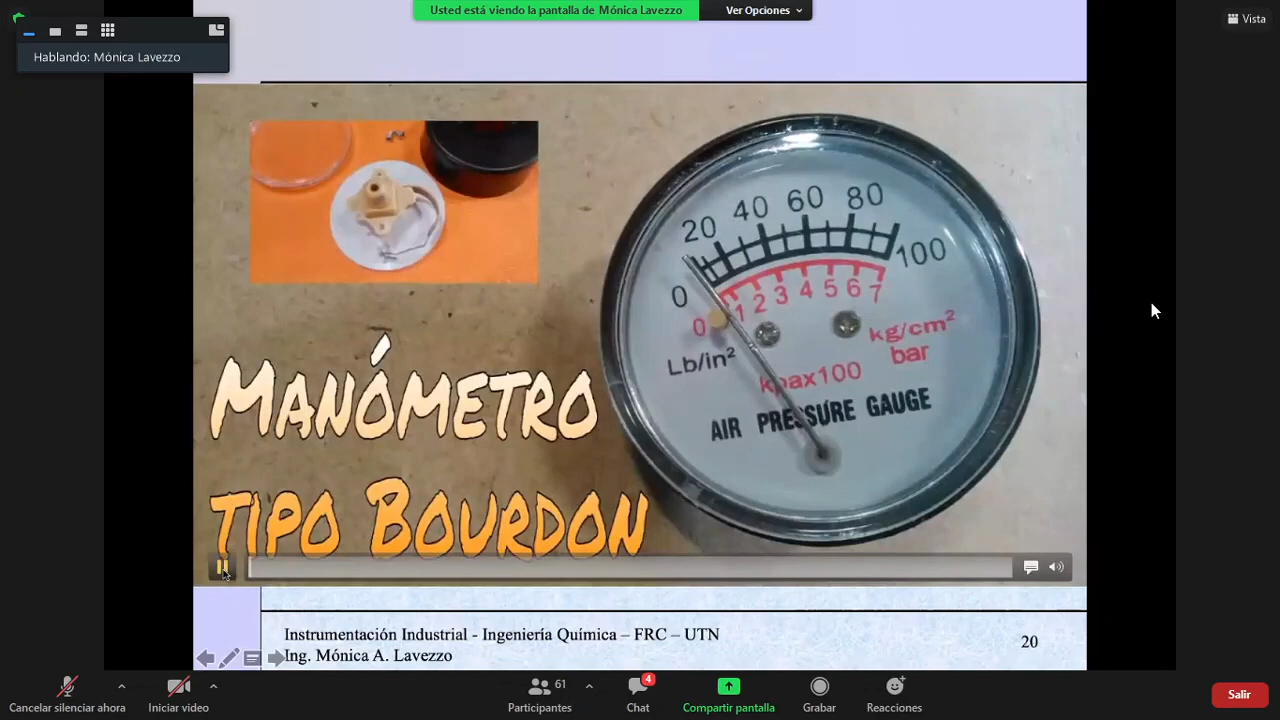 Usted está viendo la pantalla de Mónica Lavezzo
Ver Opciones
Vista
Hablando: Mónica Lavezzo
20 40 60 80
0 100
0 1 2 3 4 5 6 7
Lb/in² kg/cm²
bar
kpax100
AIR PRESSURE GAUGE
MANÓMETRO
TIPO BOURDON
Instrumentación Industrial - Ingeniería Química – FRC – UTN
20
Ing. Mónica A. Lavezzo
Cancelar silenciar ahora
Iniciar video
61
Participantes
4
Chat
Compartir pantalla
Grabar
Reacciones
Salir